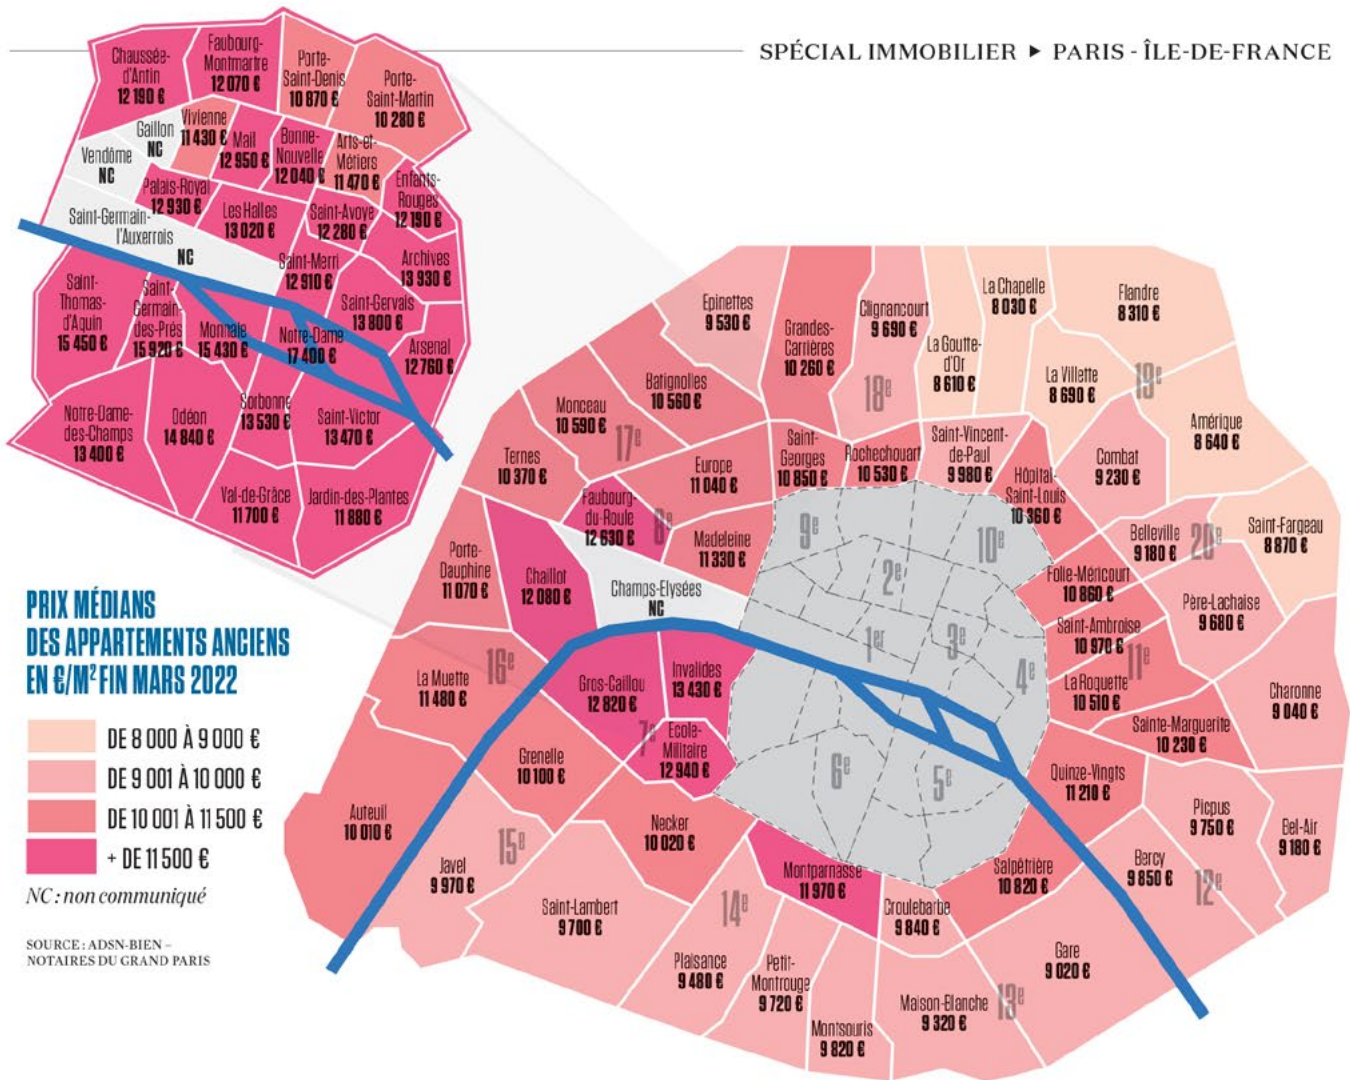 SPÉCIAL IMMOBILIER ▸ PARIS - ÎLE-DE-FRANCE
Chaussée-
d'Antin
12 190 €
Faubourg-
Montmartre
12 070 €
Porte-
Saint-Denis
10 870 €
Porte-
Saint-Martin
10 280 €
Gaillon
NC
Vivienne
11 430 €
Mail
12 950 €
Bonne-
Nouvelle
12 040 €
Arts-et-
Métiers
11 470 €
Vendôme
NC
Palais-Royal
12 930 €
Les Halles
13 020 €
Saint-Avoye
12 280 €
Enfants-
Rouges
12 190 €
Saint-Germain-
l'Auxerrois
NC
Saint-Merri
12 910 €
Archives
13 930 €
Saint-Gervais
13 800 €
Saint-
Thomas-
d'Aquin
15 450 €
Saint-
Germain-
des-Prés
15 920 €
Monnaie
15 430 €
Notre-Dame
17 400 €
Arsenal
12 760 €
Notre-Dame-
des-Champs
13 400 €
Odéon
14 840 €
Sorbonne
13 530 €
Saint-Victor
13 470 €
Val-de-Grâce
11 700 €
Jardin-des-Plantes
11 880 €
Epinettes
9 530 €
Grandes-
Carrières
10 260 €
Clignancourt
9 690 €
18e
La Goutte-
d'Or
8 610 €
La Chapelle
8 030 €
Flandre
8 310 €
La Villette
8 690 €
19e
Amérique
8 640 €
Combat
9 230 €
Batignolles
10 560 €
Monceau
10 590 €
17e
Ternes
10 370 €
Europe
11 040 €
Saint-
Georges
10 850 €
Rochechouart
10 530 €
Saint-Vincent-
de-Paul
9 980 €
Hôpital-
Saint-Louis
10 360 €
Faubourg-
du-Roule
12 630 €
8e
Madeleine
11 330 €
9e
10e
2e
1er
3e
4e
6e
5e
Belleville
9 180 €
20e
Saint-Fargeau
8 870 €
Porte-
Dauphine
11 070 €
Chaillot
12 080 €
Champs-Elysées
NC
Folie-Méricourt
10 860 €
Père-Lachaise
9 680 €
Saint-Ambroise
10 970 €
11e
La Roquette
10 510 €
Sainte-Marguerite
10 230 €
Charonne
9 040 €
La Muette
11 480 €
16e
Gros-Caillou
12 820 €
Invalides
13 430 €
7e
Ecole-
Militaire
12 940 €
Grenelle
10 100 €
Quinze-Vingts
11 210 €
Picpus
9 750 €
Bel-Air
9 180 €
Auteuil
10 010 €
Javel
9 970 €
15e
Necker
10 020 €
Montparnasse
11 970 €
Salpêtrière
10 820 €
Bercy
9 850 €
12e
Saint-Lambert
9 700 €
14e
Croulebarbe
9 840 €
Plaisance
9 480 €
Petit-
Montrouge
9 720 €
Montsouris
9 820 €
Maison-Blanche
9 320 €
13e
Gare
9 020 €
PRIX MÉDIANS
DES APPARTEMENTS ANCIENS
EN €/M² FIN MARS 2022
DE 8 000 À 9 000 €
DE 9 001 À 10 000 €
DE 10 001 À 11 500 €
+ DE 11 500 €
NC : non communiqué
SOURCE : ADSN-BIEN –
NOTAIRES DU GRAND PARIS